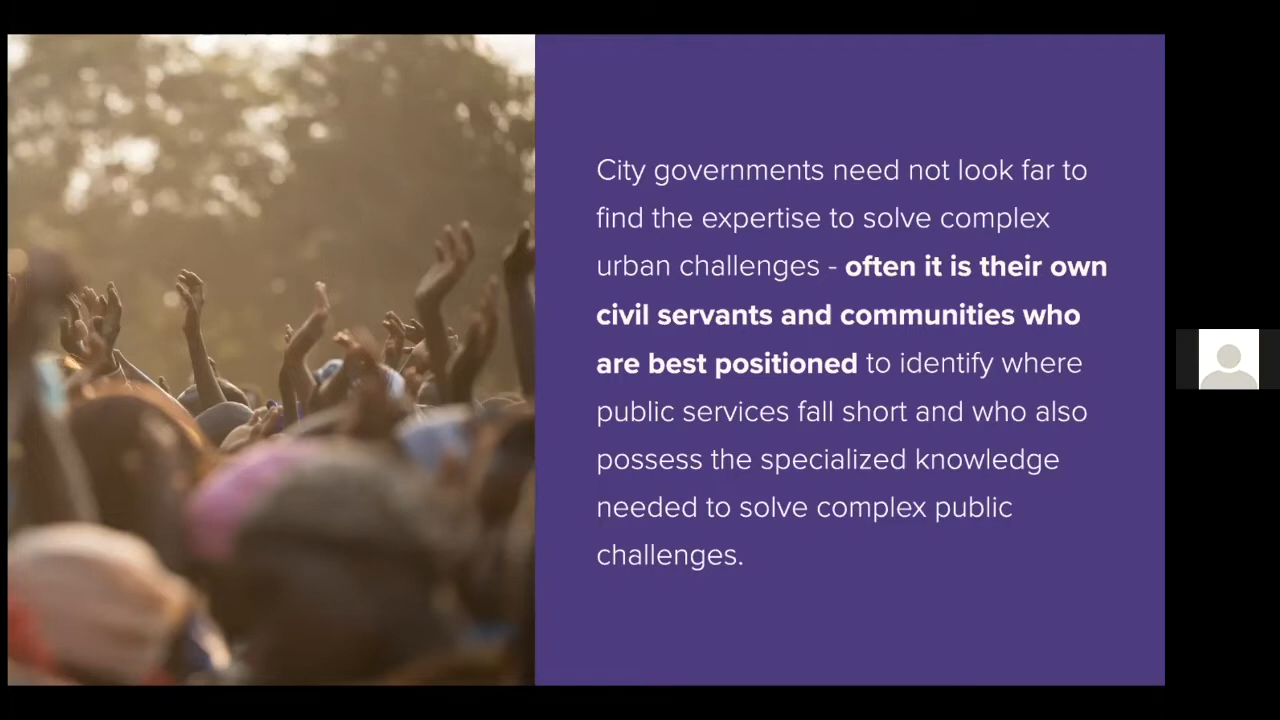 City governments need not look far to
find the expertise to solve complex
urban challenges - often it is their own
civil servants and communities who
are best positioned to identify where
public services fall short and who also
possess the specialized knowledge
needed to solve complex public
challenges.